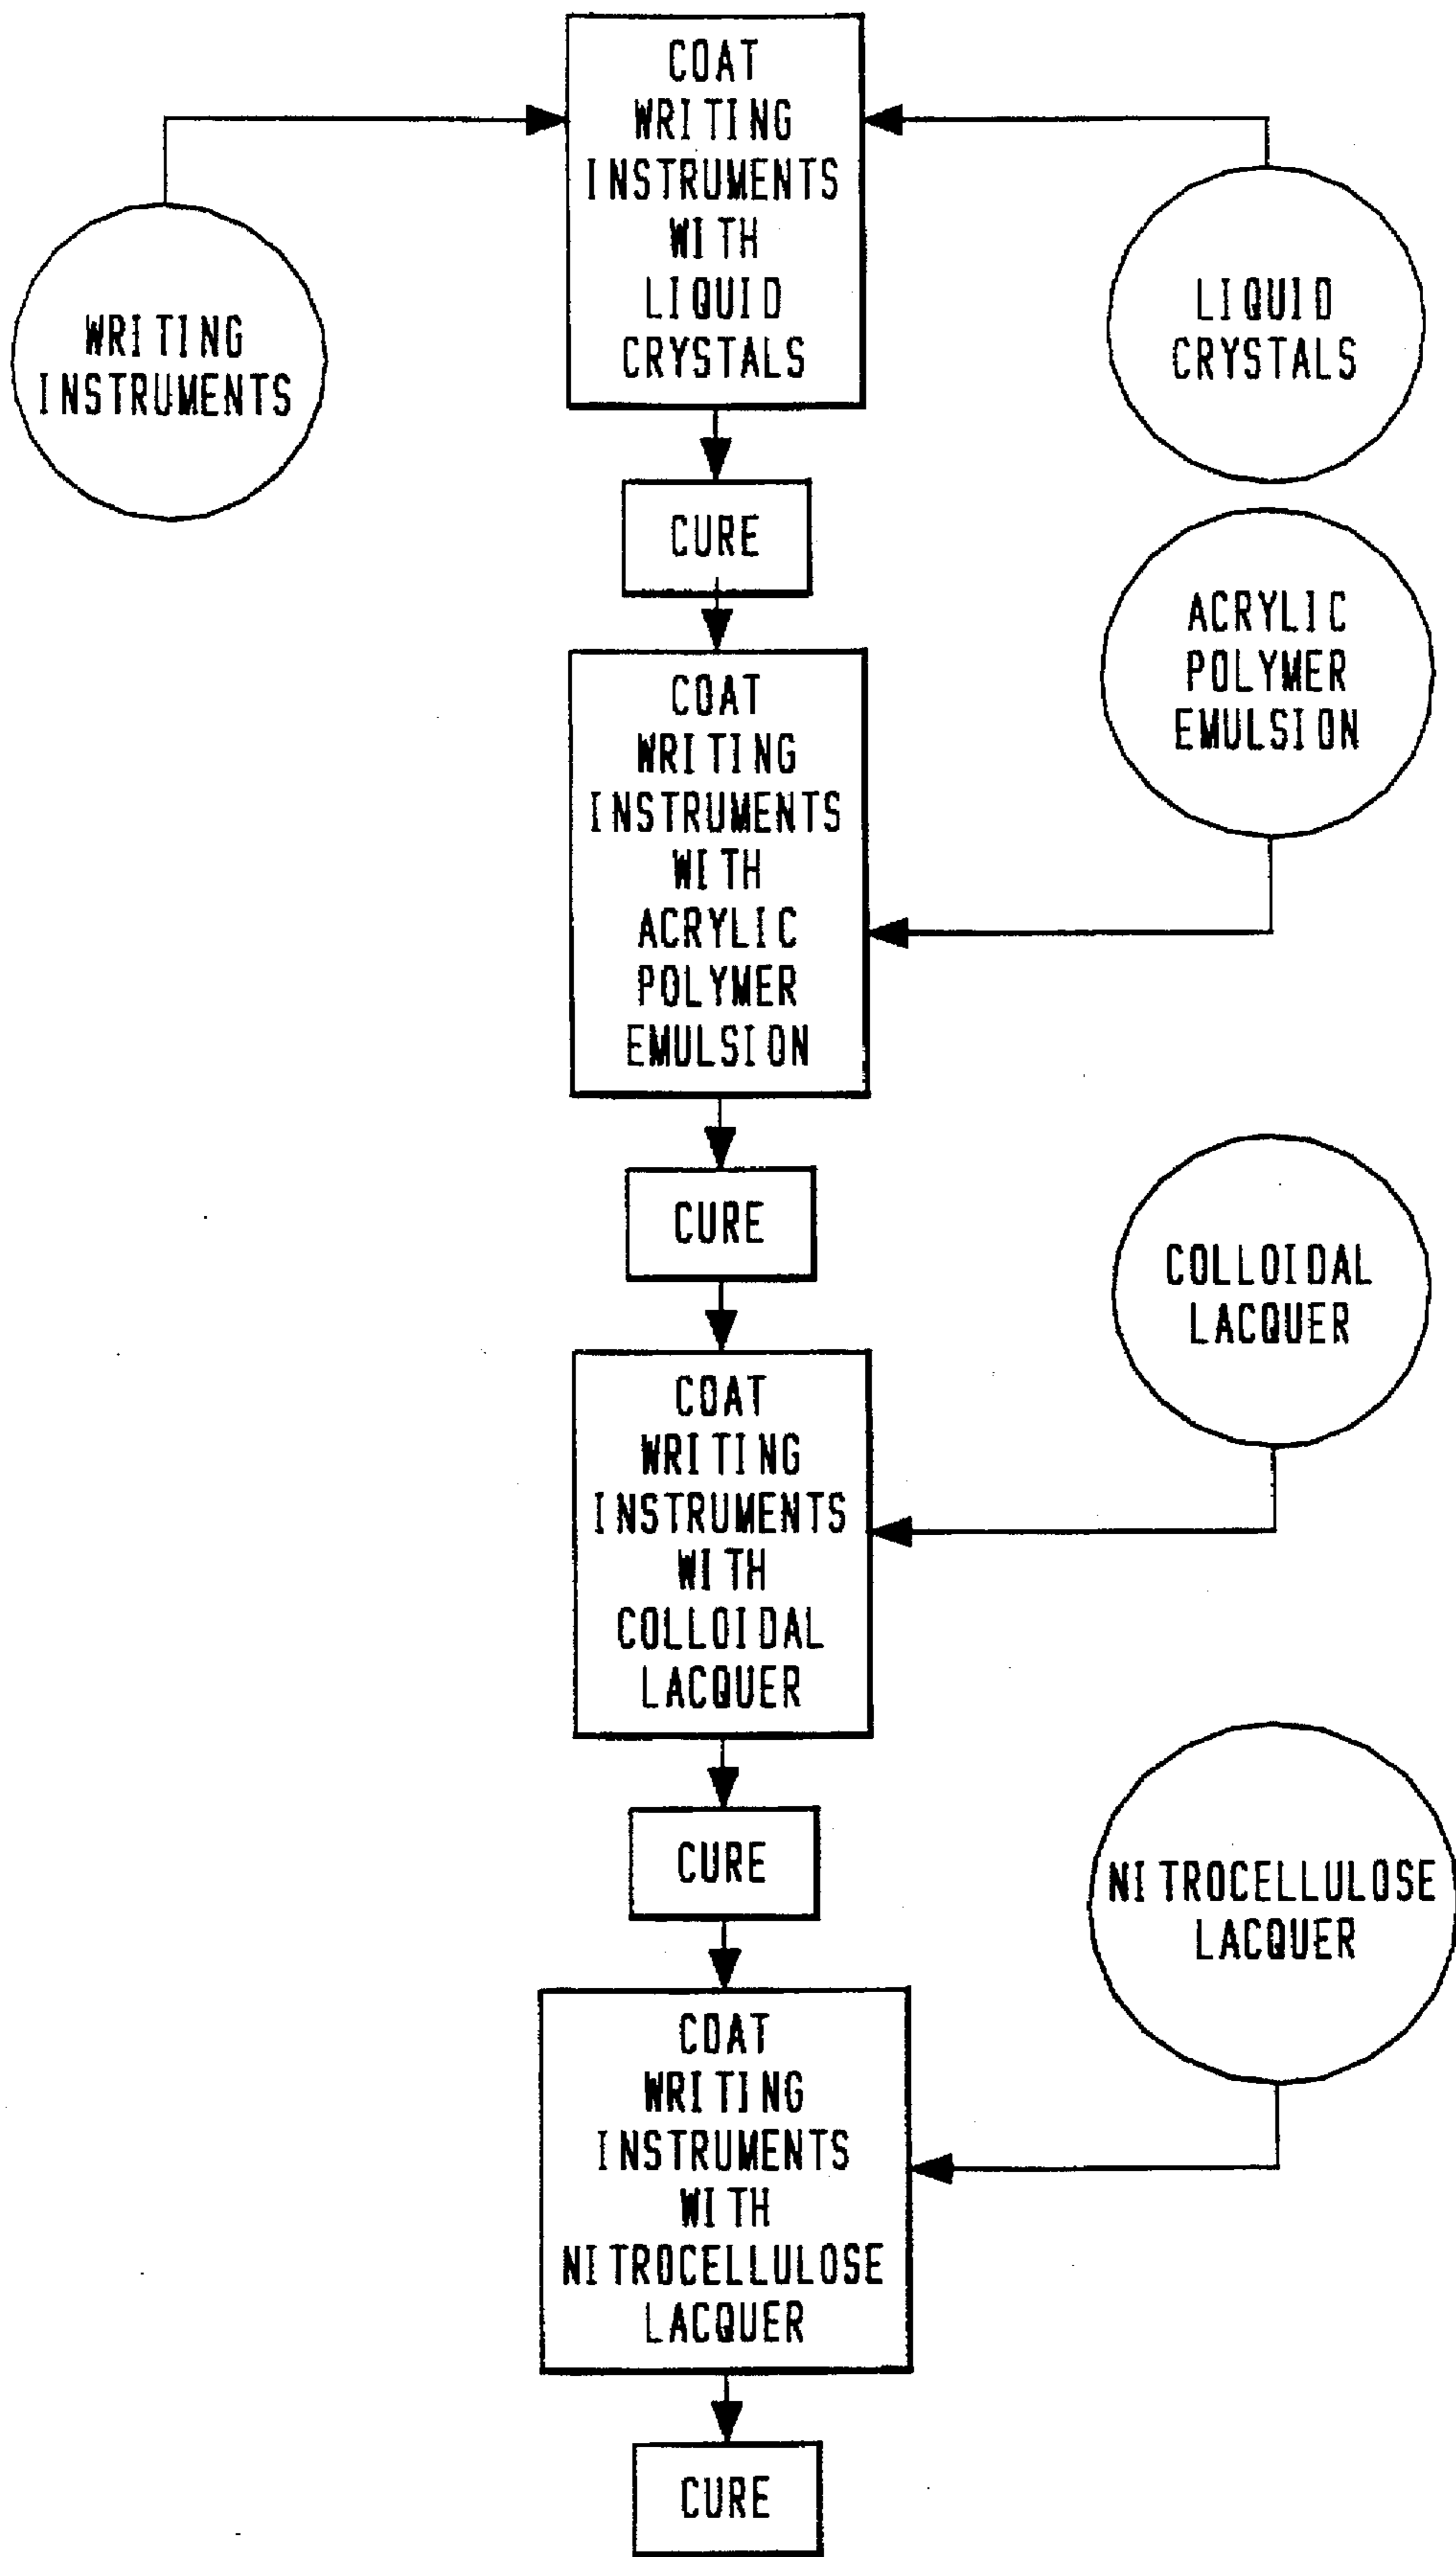 COAT
WRITING
INSTRUMENTS
WITH
LIQUID
CRYSTALS
WRITING
INSTRUMENTS
LIQUID
CRYSTALS
CURE
ACRYLIC
POLYMER
EMULSION
COAT
WRITING
INSTRUMENTS
WITH
ACRYLIC
POLYMER
EMULSION
CURE
COLLOIDAL
LACQUER
COAT
WRITING
INSTRUMENTS
WITH
COLLOIDAL
LACQUER
CURE
NITROCELLULOSE
LACQUER
COAT
WRITING
INSTRUMENTS
WITH
NITROCELLULOSE
LACQUER
CURE